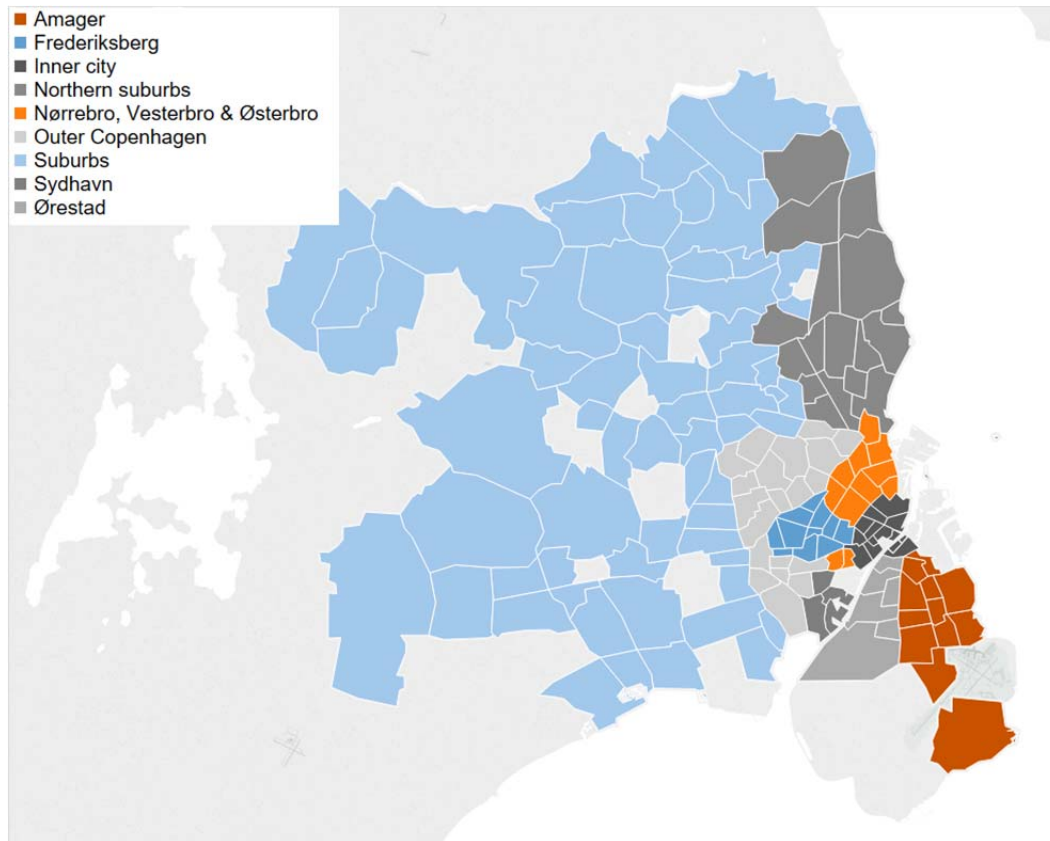 Amager
Frederiksberg
Inner city
Northern suburbs
Nørrebro, Vesterbro & Østerbro
Outer Copenhagen
Suburbs
Sydhavn
Ørestad